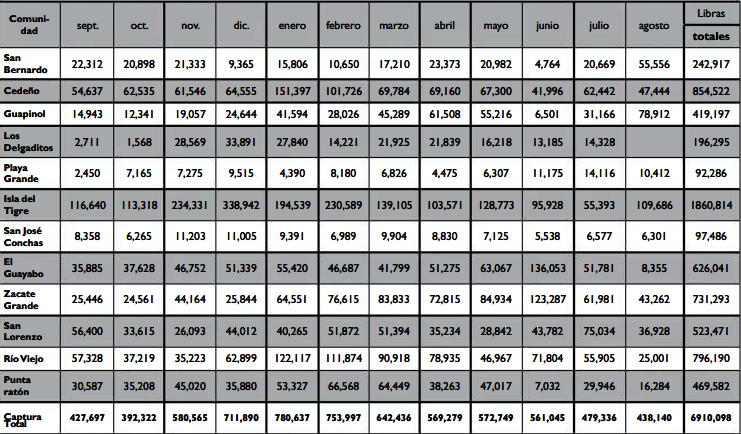 Comuni-
dad sept. oct. nov. dic. enero febrero marzo abril mayo junio julio agosto Libras
totales
San
Bernardo 22,312 20,898 21,333 9,365 15,806 10,650 17,210 23,373 20,982 4,764 20,669 55,556 242,917
Cedeño 54,637 62,535 61,546 64,555 151,397 101,726 69,784 69,160 67,300 41,996 62,442 47,444 854,522
Guapinol 14,943 12,341 19,057 24,644 41,594 28,026 45,289 61,508 55,216 6,501 31,166 78,912 419,197
Los
Delgaditos 2,711 1,568 28,569 33,891 27,840 14,221 21,925 21,839 16,218 13,185 14,328 196,295
Playa
Grande 2,450 7,165 7,275 9,515 4,390 8,180 6,826 4,475 6,307 11,175 14,116 10,412 92,286
Isla del
Tigre 116,640 113,318 234,331 338,942 194,539 230,589 139,105 103,571 128,773 95,928 55,393 109,686 1860,814
San José
Conchas 8,358 6,265 11,203 11,005 9,391 6,989 9,904 8,830 7,125 5,538 6,577 6,301 97,486
El
Guayabo 35,885 37,628 46,752 51,339 55,420 46,687 41,799 51,275 63,067 136,053 51,781 8,355 626,041
Zacate
Grande 25,446 24,561 44,164 25,844 64,551 76,615 83,833 72,815 84,934 123,287 61,981 43,262 731,293
San
Lorenzo 56,400 33,615 26,093 44,012 40,265 51,872 51,394 35,234 28,842 43,782 75,034 36,928 523,471
Río Viejo 57,328 37,219 35,223 62,899 122,117 111,874 90,918 78,935 46,967 71,804 55,905 25,001 796,190
Punta
ratón 30,587 35,208 45,020 35,880 53,327 66,568 64,449 38,263 47,017 7,032 29,946 16,284 469,582
Captura
Total 427,697 392,322 580,565 711,890 780,637 753,997 642,436 569,279 572,749 561,045 479,336 438,140 6910,098